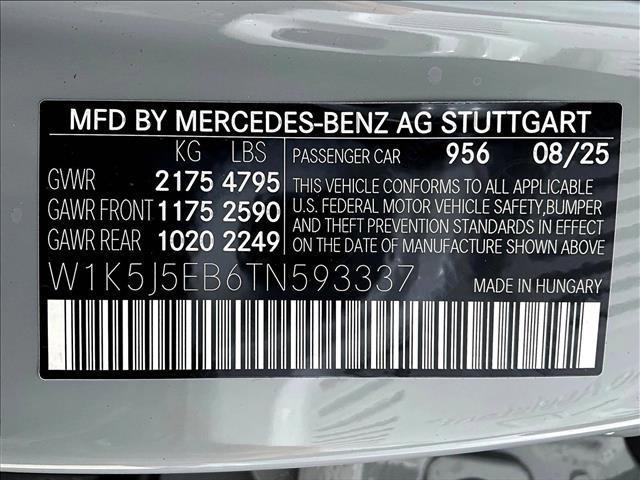 MFD BY MERCEDES-BENZ AG STUTTGART
KG LBS
GVWR 2175 4795
GAWR FRONT 1175 2590
GAWR REAR 1020 2249
PASSENGER CAR 956 08/25
THIS VEHICLE CONFORMS TO ALL APPLICABLE
U.S. FEDERAL MOTOR VEHICLE SAFETY,BUMPER
AND THEFT PREVENTION STANDARDS IN EFFECT
ON THE DATE OF MANUFACTURE SHOWN ABOVE
W1K5J5EB6TN593337
MADE IN HUNGARY